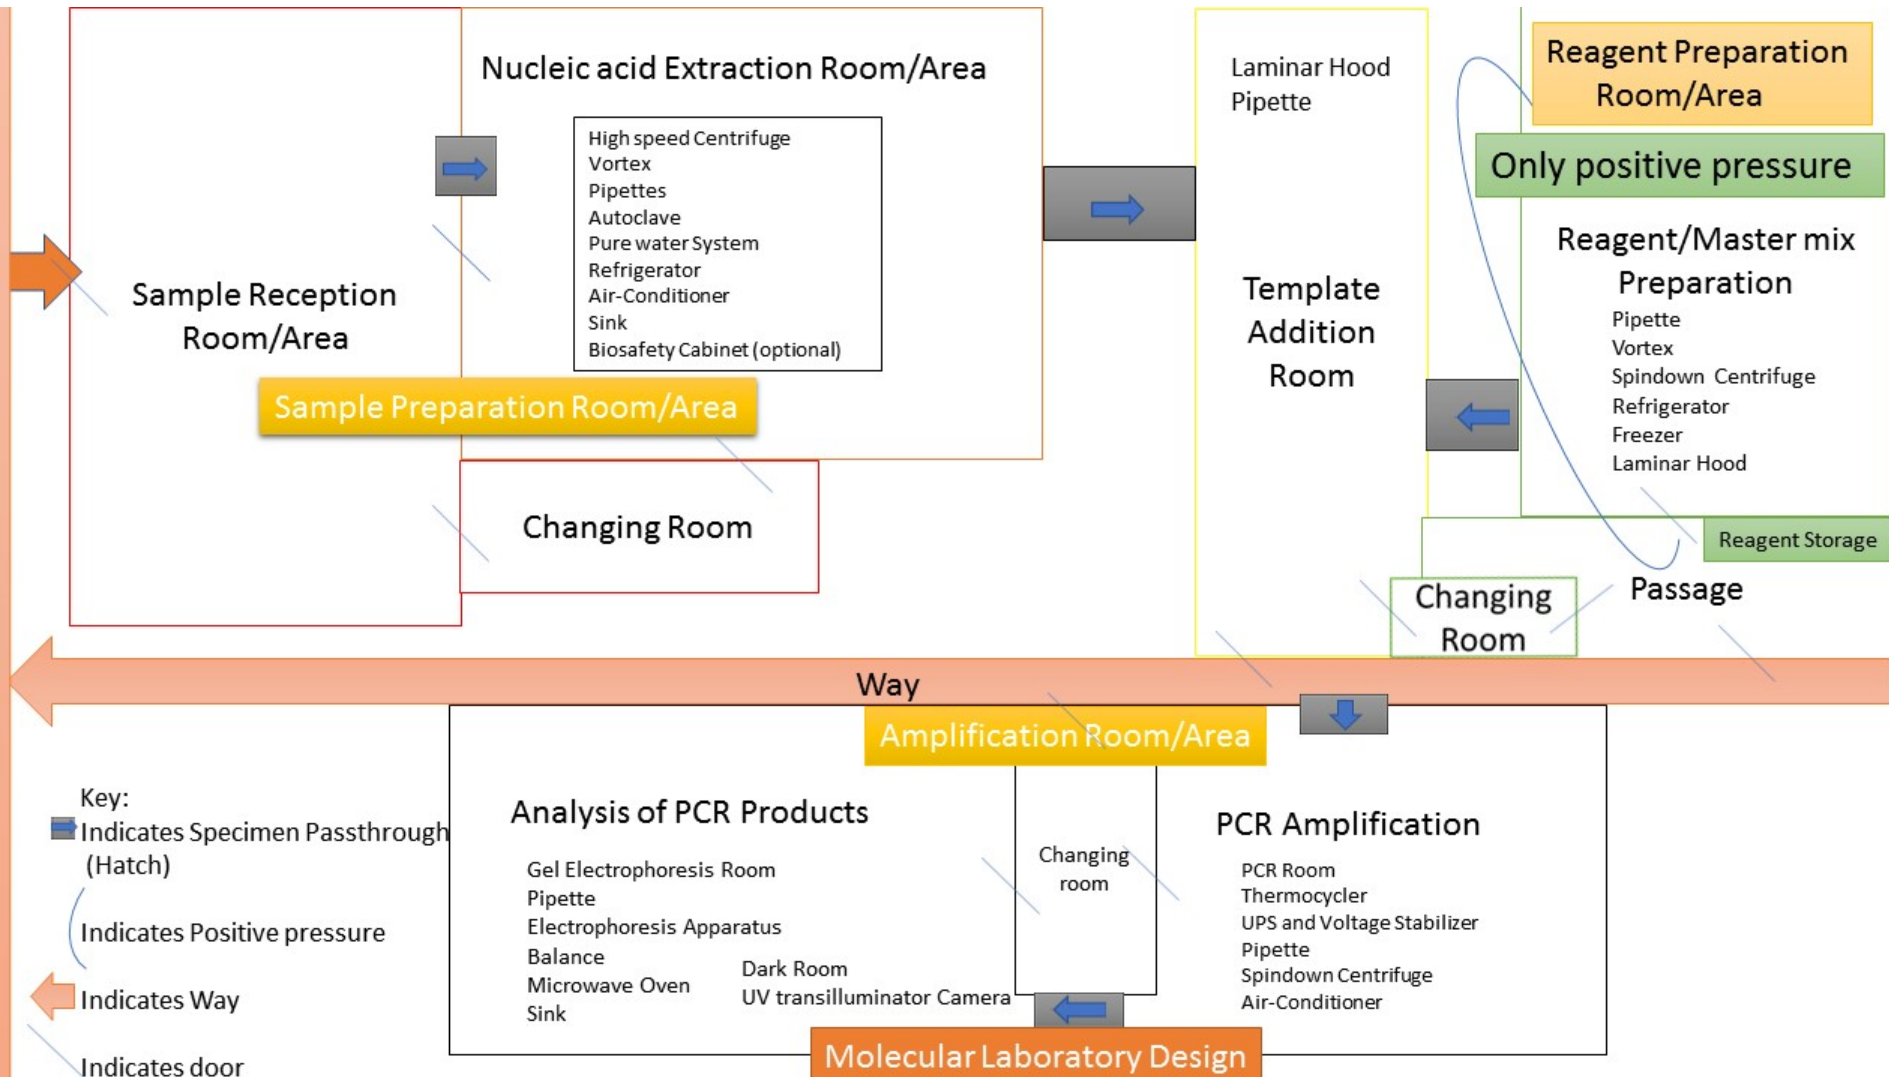 Nucleic acid Extraction Room/Area
High speed Centrifuge
Vortex
Pipettes
Autoclave
Pure water System
Refrigerator
Air-Conditioner
Sink
Biosafety Cabinet (optional)
Sample Reception
Room/Area
Sample Preparation Room/Area
Changing Room
Laminar Hood
Pipette
Template
Addition
Room
Reagent Preparation
Room/Area
Only positive pressure
Reagent/Master mix
Preparation
Pipette
Vortex
Spindown Centrifuge
Refrigerator
Freezer
Laminar Hood
Reagent Storage
Passage
Changing
Room
Way
Amplification Room/Area
Analysis of PCR Products
Gel Electrophoresis Room
Pipette
Electrophoresis Apparatus
Balance
Microwave Oven
Sink
Dark Room
UV transilluminator Camera
Changing
room
PCR Amplification
PCR Room
Thermocycler
UPS and Voltage Stabilizer
Pipette
Spindown Centrifuge
Air-Conditioner
Molecular Laboratory Design
Key:
Indicates Specimen Passthrough
(Hatch)
Indicates Positive pressure
Indicates Way
Indicates door